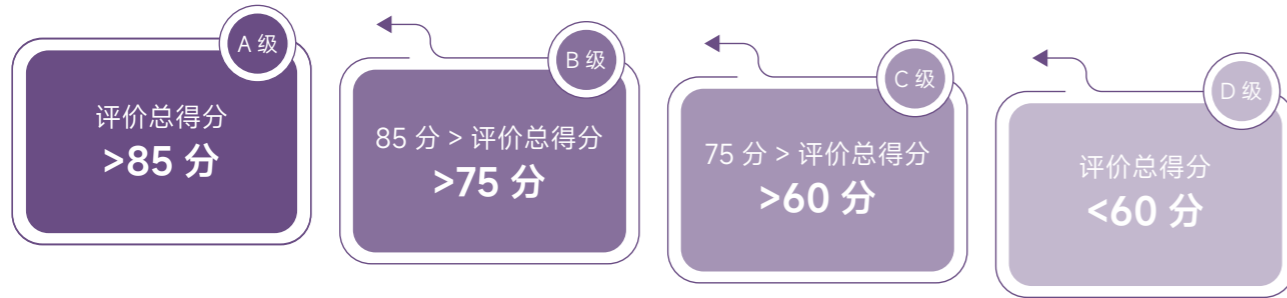 A 级
评价总得分
>85 分
B 级
85 分 > 评价总得分
>75 分
C 级
75 分 > 评价总得分
>60 分
D 级
评价总得分
<60 分